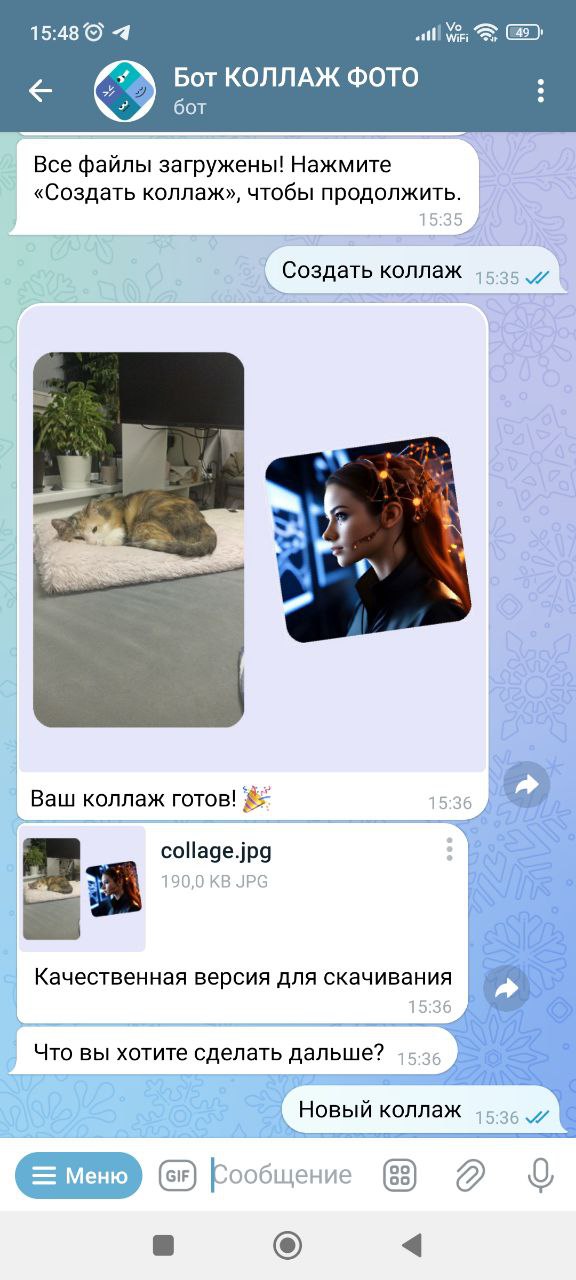 15:48
Vo
WiFi
49
Бот КОЛЛАЖ ФОТО
бот
Все файлы загружены! Нажмите
«Создать коллаж», чтобы продолжить.
15:35
Создать коллаж 15:35
Ваш коллаж готов!🎉 15:36
collage.jpg
190,0 KB JPG
Качественная версия для скачивания
15:36
Что вы хотите сделать дальше? 15:36
Новый коллаж 15:36
Меню GIF Сообщение